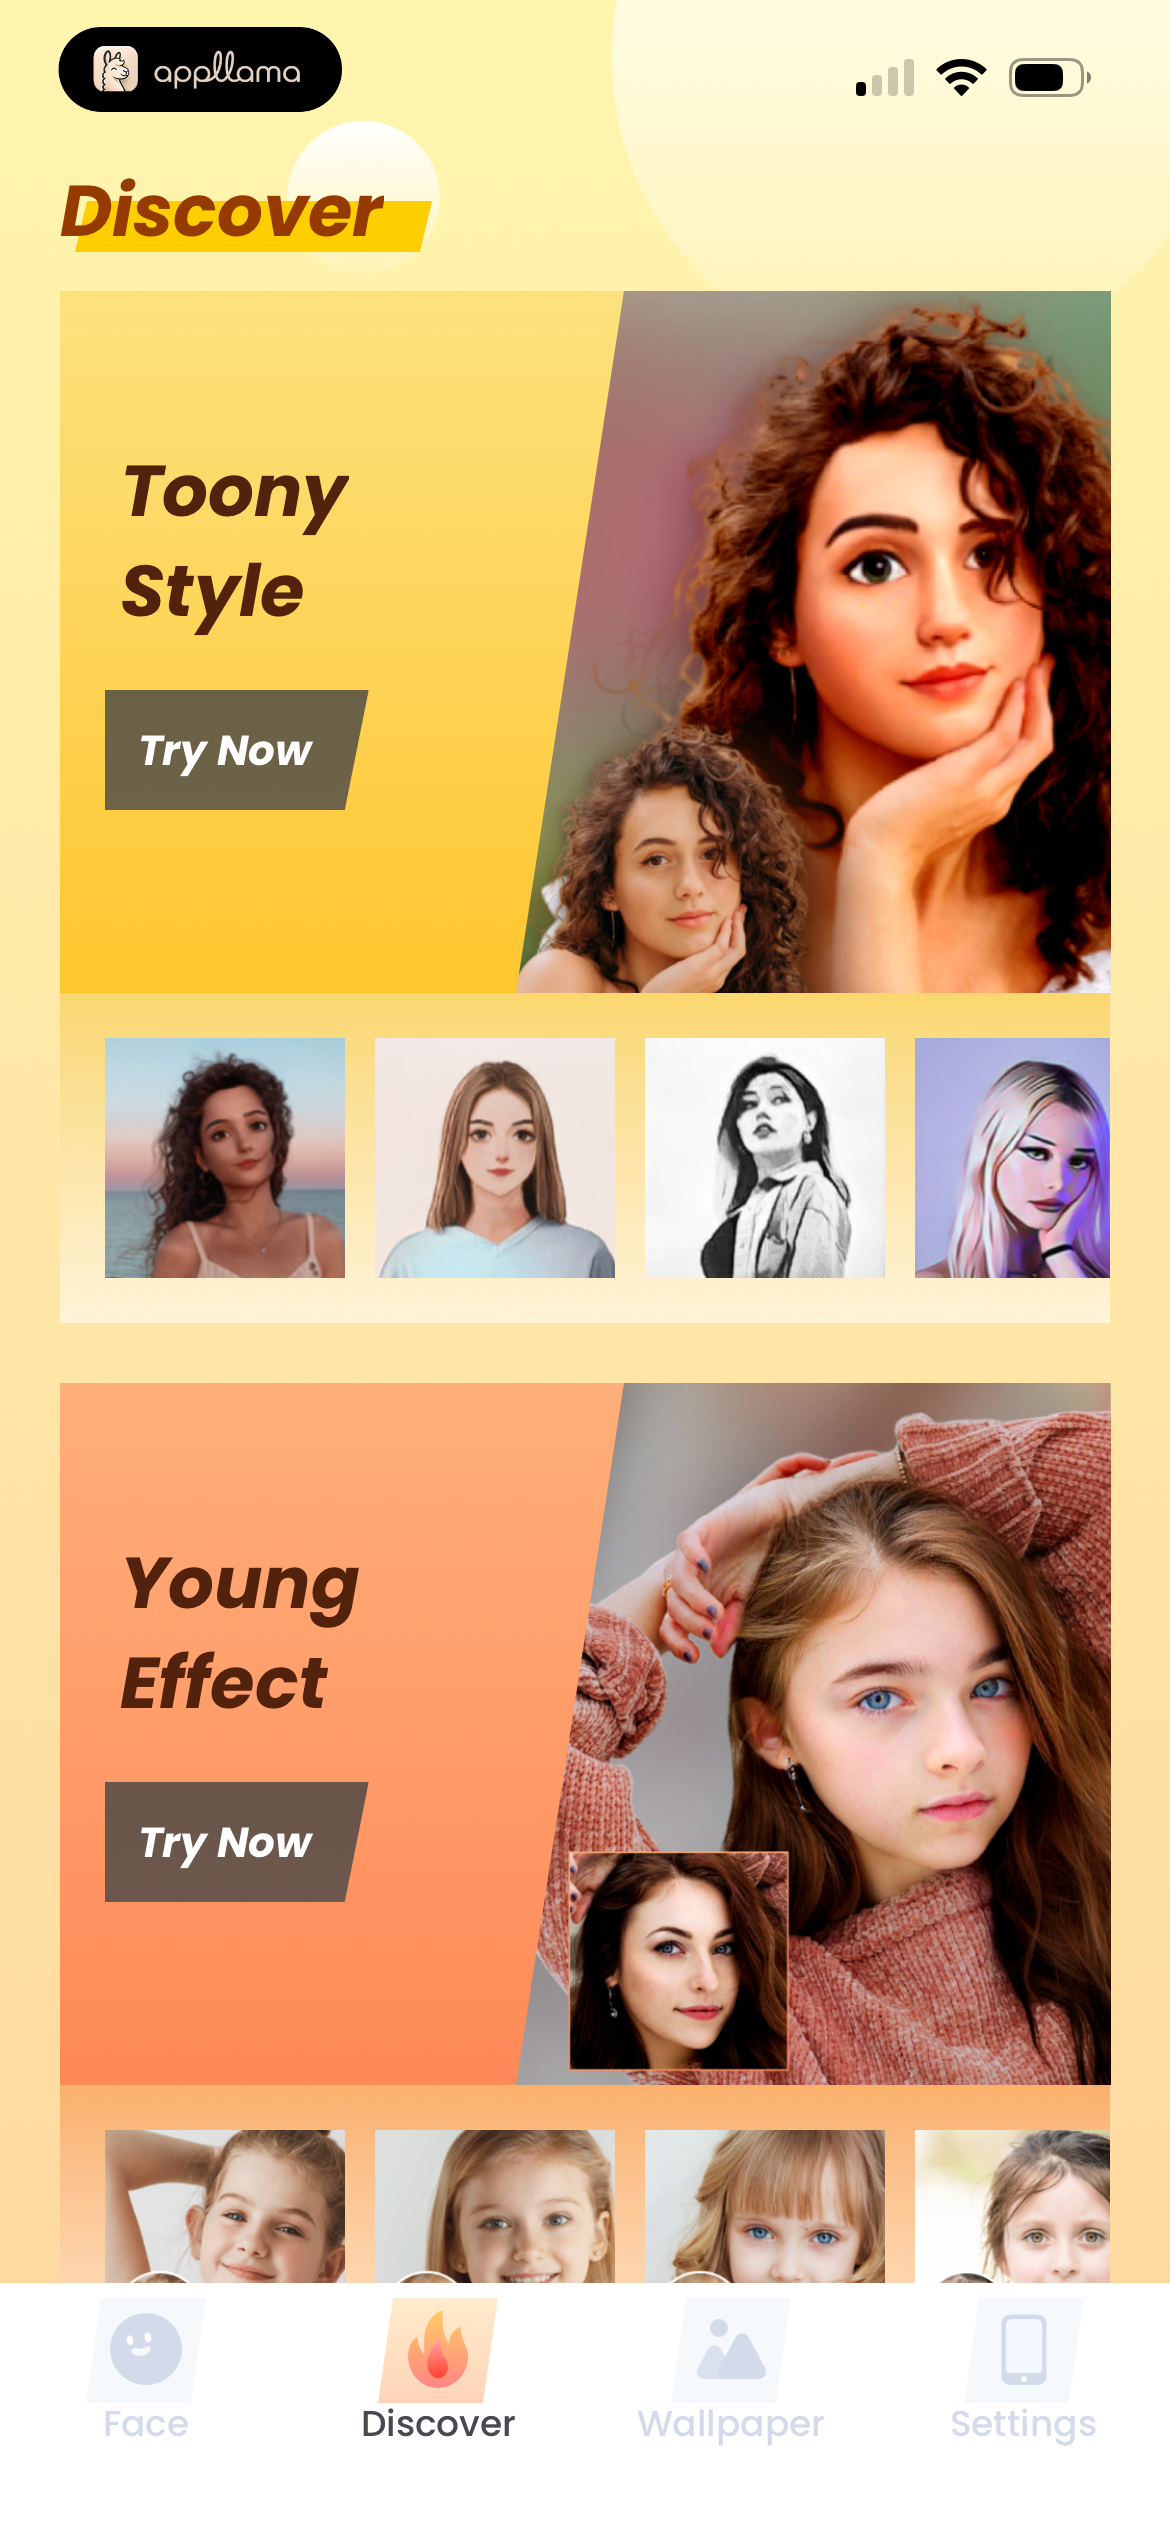 appllama
Discover
Toony
Style
Try Now
Young
Effect
Try Now
Face
Discover
Wallpaper
Settings